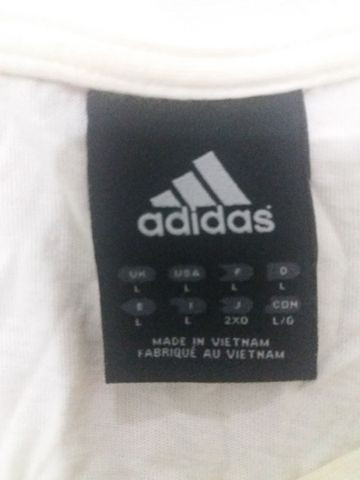 adidas
UK USA F D
L L L L
E I J CDN
L L 2XO L/G
MADE IN VIETNAM
FABRIQUÉ AU VIETNAM